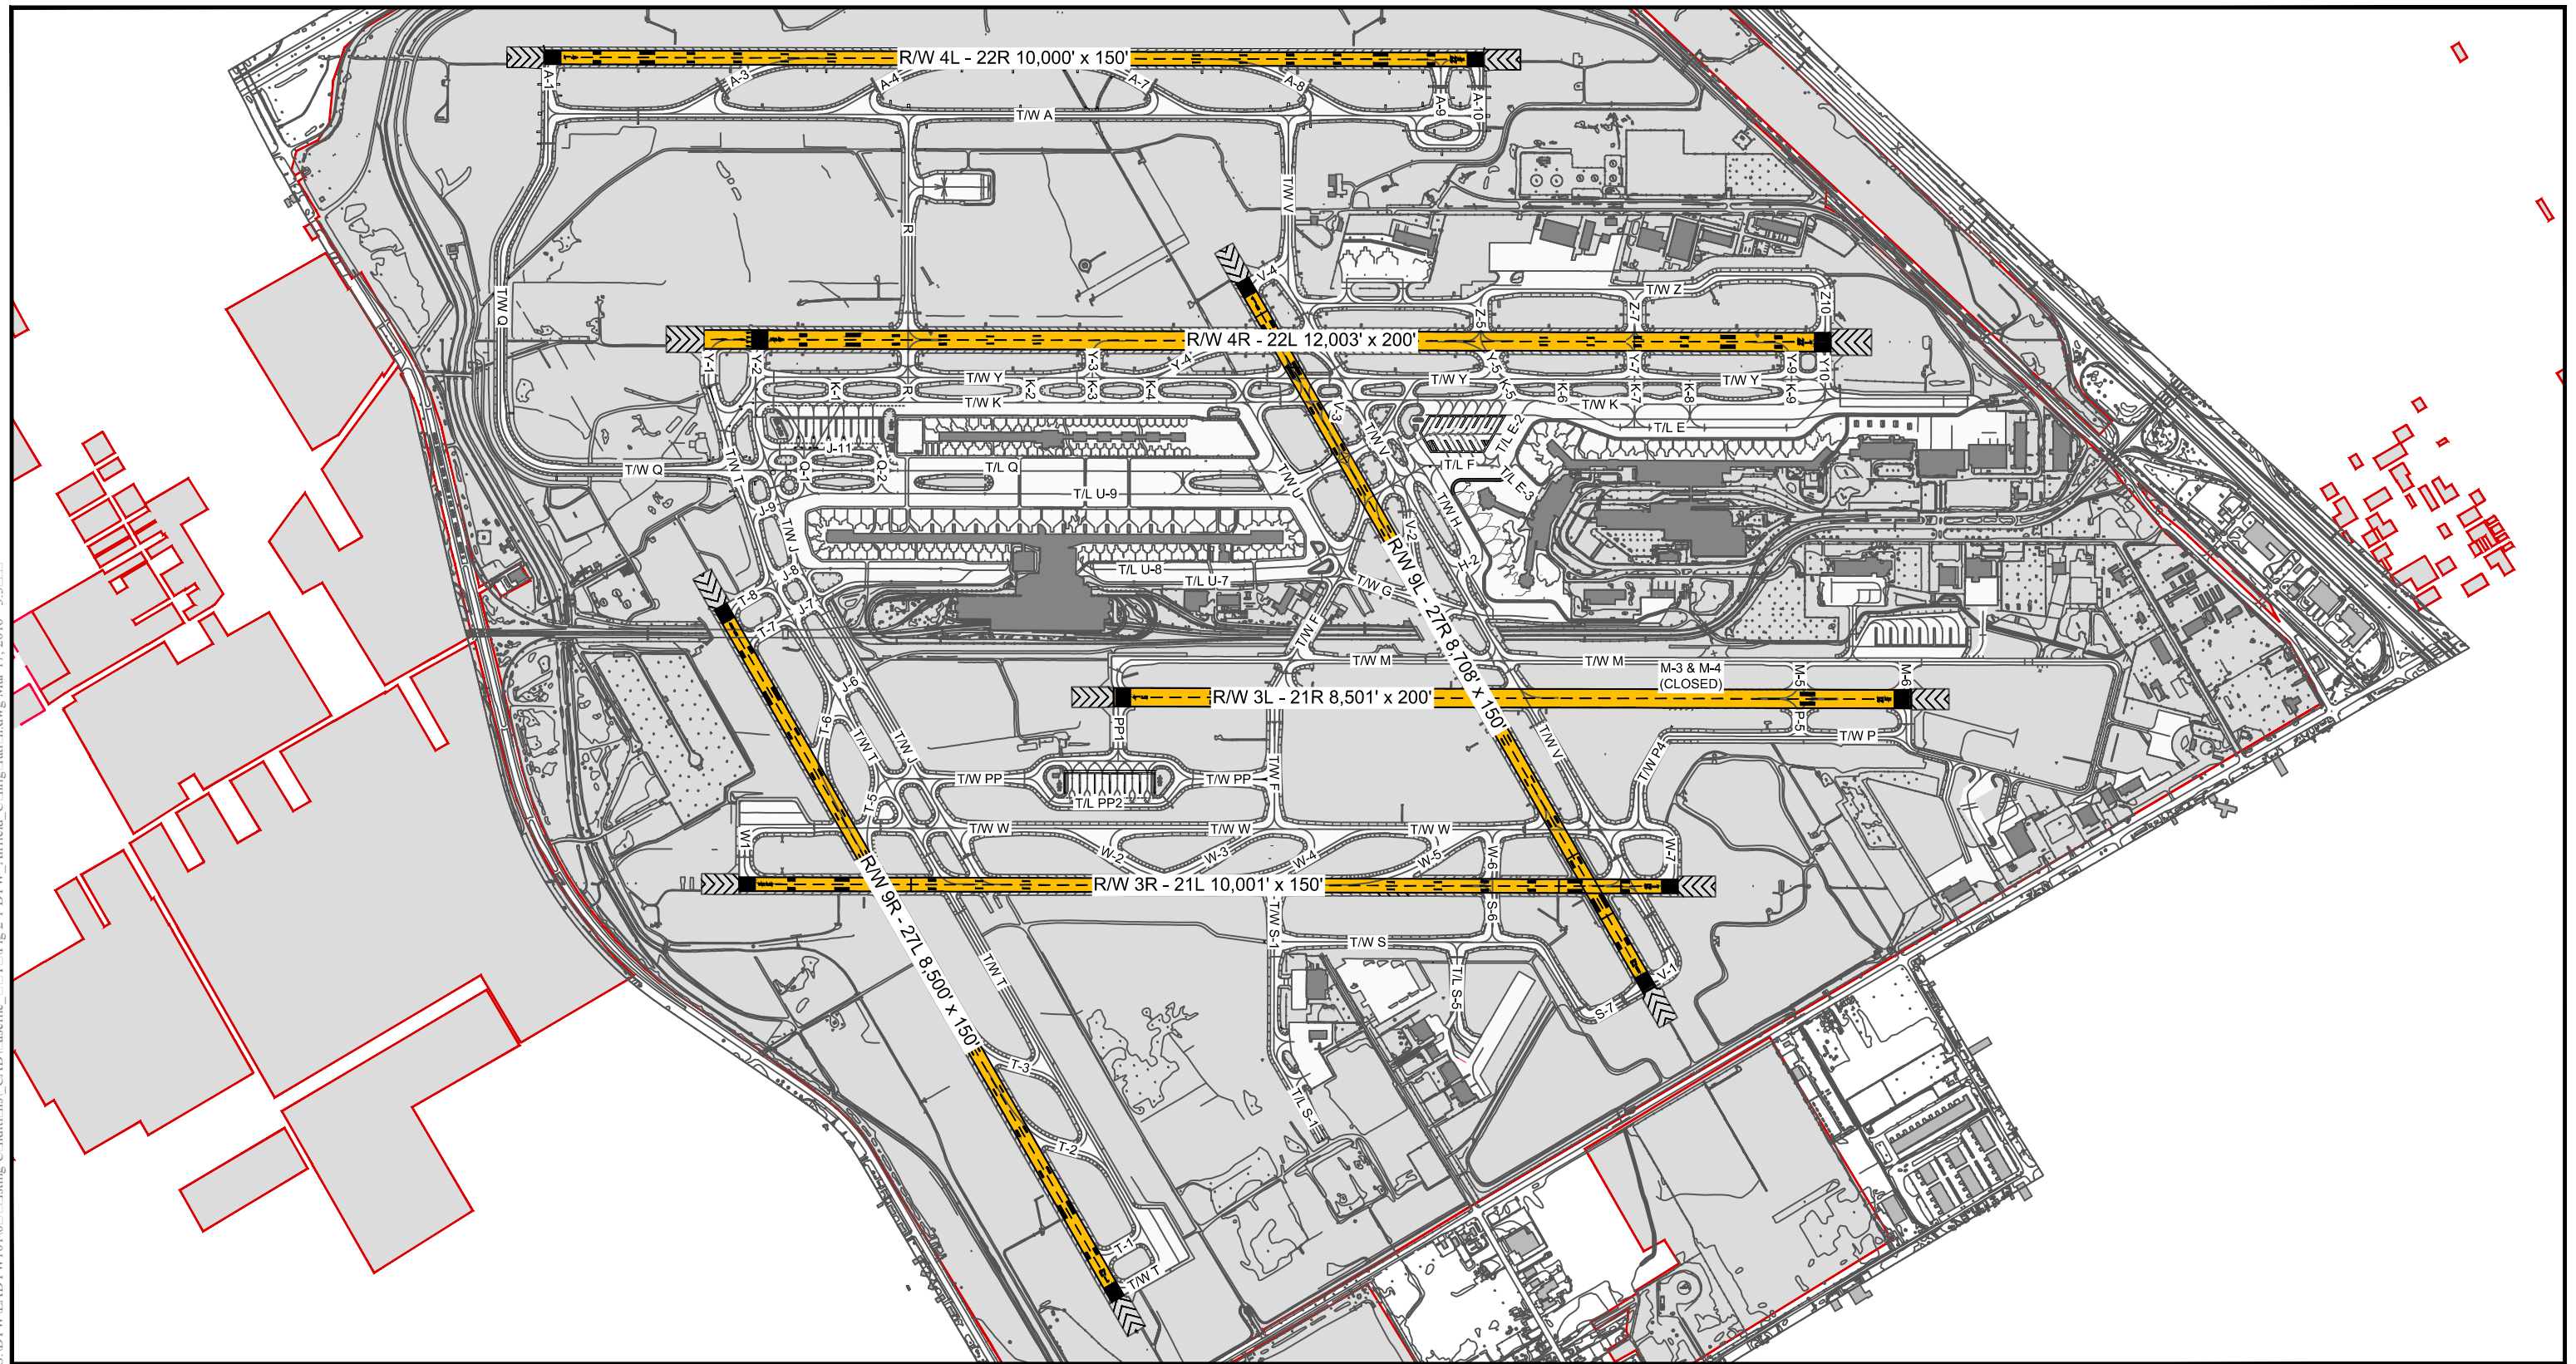 R/W 4L - 22R 10,000' x 150'
A-1
A-3
A-4
A-7
A-8
A-9
A-10
T/W A
T/W V
R
V-4
T/W Z
Z10
T/W Q
Z-5
Z-7
R/W 4R - 22L 12,003' x 200'
Y-1
Y-2
Y-3
Y-4
Y-5
Y-7
Y-9
Y10
T/W Y
T/W Y
T/W Y
K-1
R
K-2
K-3
K-4
K-5
K-6
K-7
K-8
K-9
T/W K
T/W K
V-3
T/L E-2
T/L E
T/W V
J-11
T/W T
T/W Q
Q-1
Q-2
T/L Q
T/W U
T/L F
T/L E-3
T/L U-9
J-9
T/W J
T/W H
V-2
R/W 9L - 27R 8,708' x 150'
J-8
T/L U-8
T/L U-7
T/W G
H-2
T-8
J-7
T-7
T/W F
T/W M
T/W M
M-3 & M-4
(CLOSED)
M-5
M-6
J-6
R/W 3L - 21R 8,501' x 200'
T-6
T/W T
T/W J
PP1
T/W V
P-5
T/W P
T/W P4
T/W PP
T/W PP
T/W F
T/L PP2
T-5
W1
T/W W
T/W W
T/W W
W-2
W-3
W-4
W-5
W-6
W-7
R/W 3R - 21L 10,001' x 150'
R/W 9R - 27L 8,500' x 150'
T/W S-1
S-6
T/W S
T/W T
T/L S-5
V-1
S-7
T-3
T/L S-1
T-2
T-1
T/W T